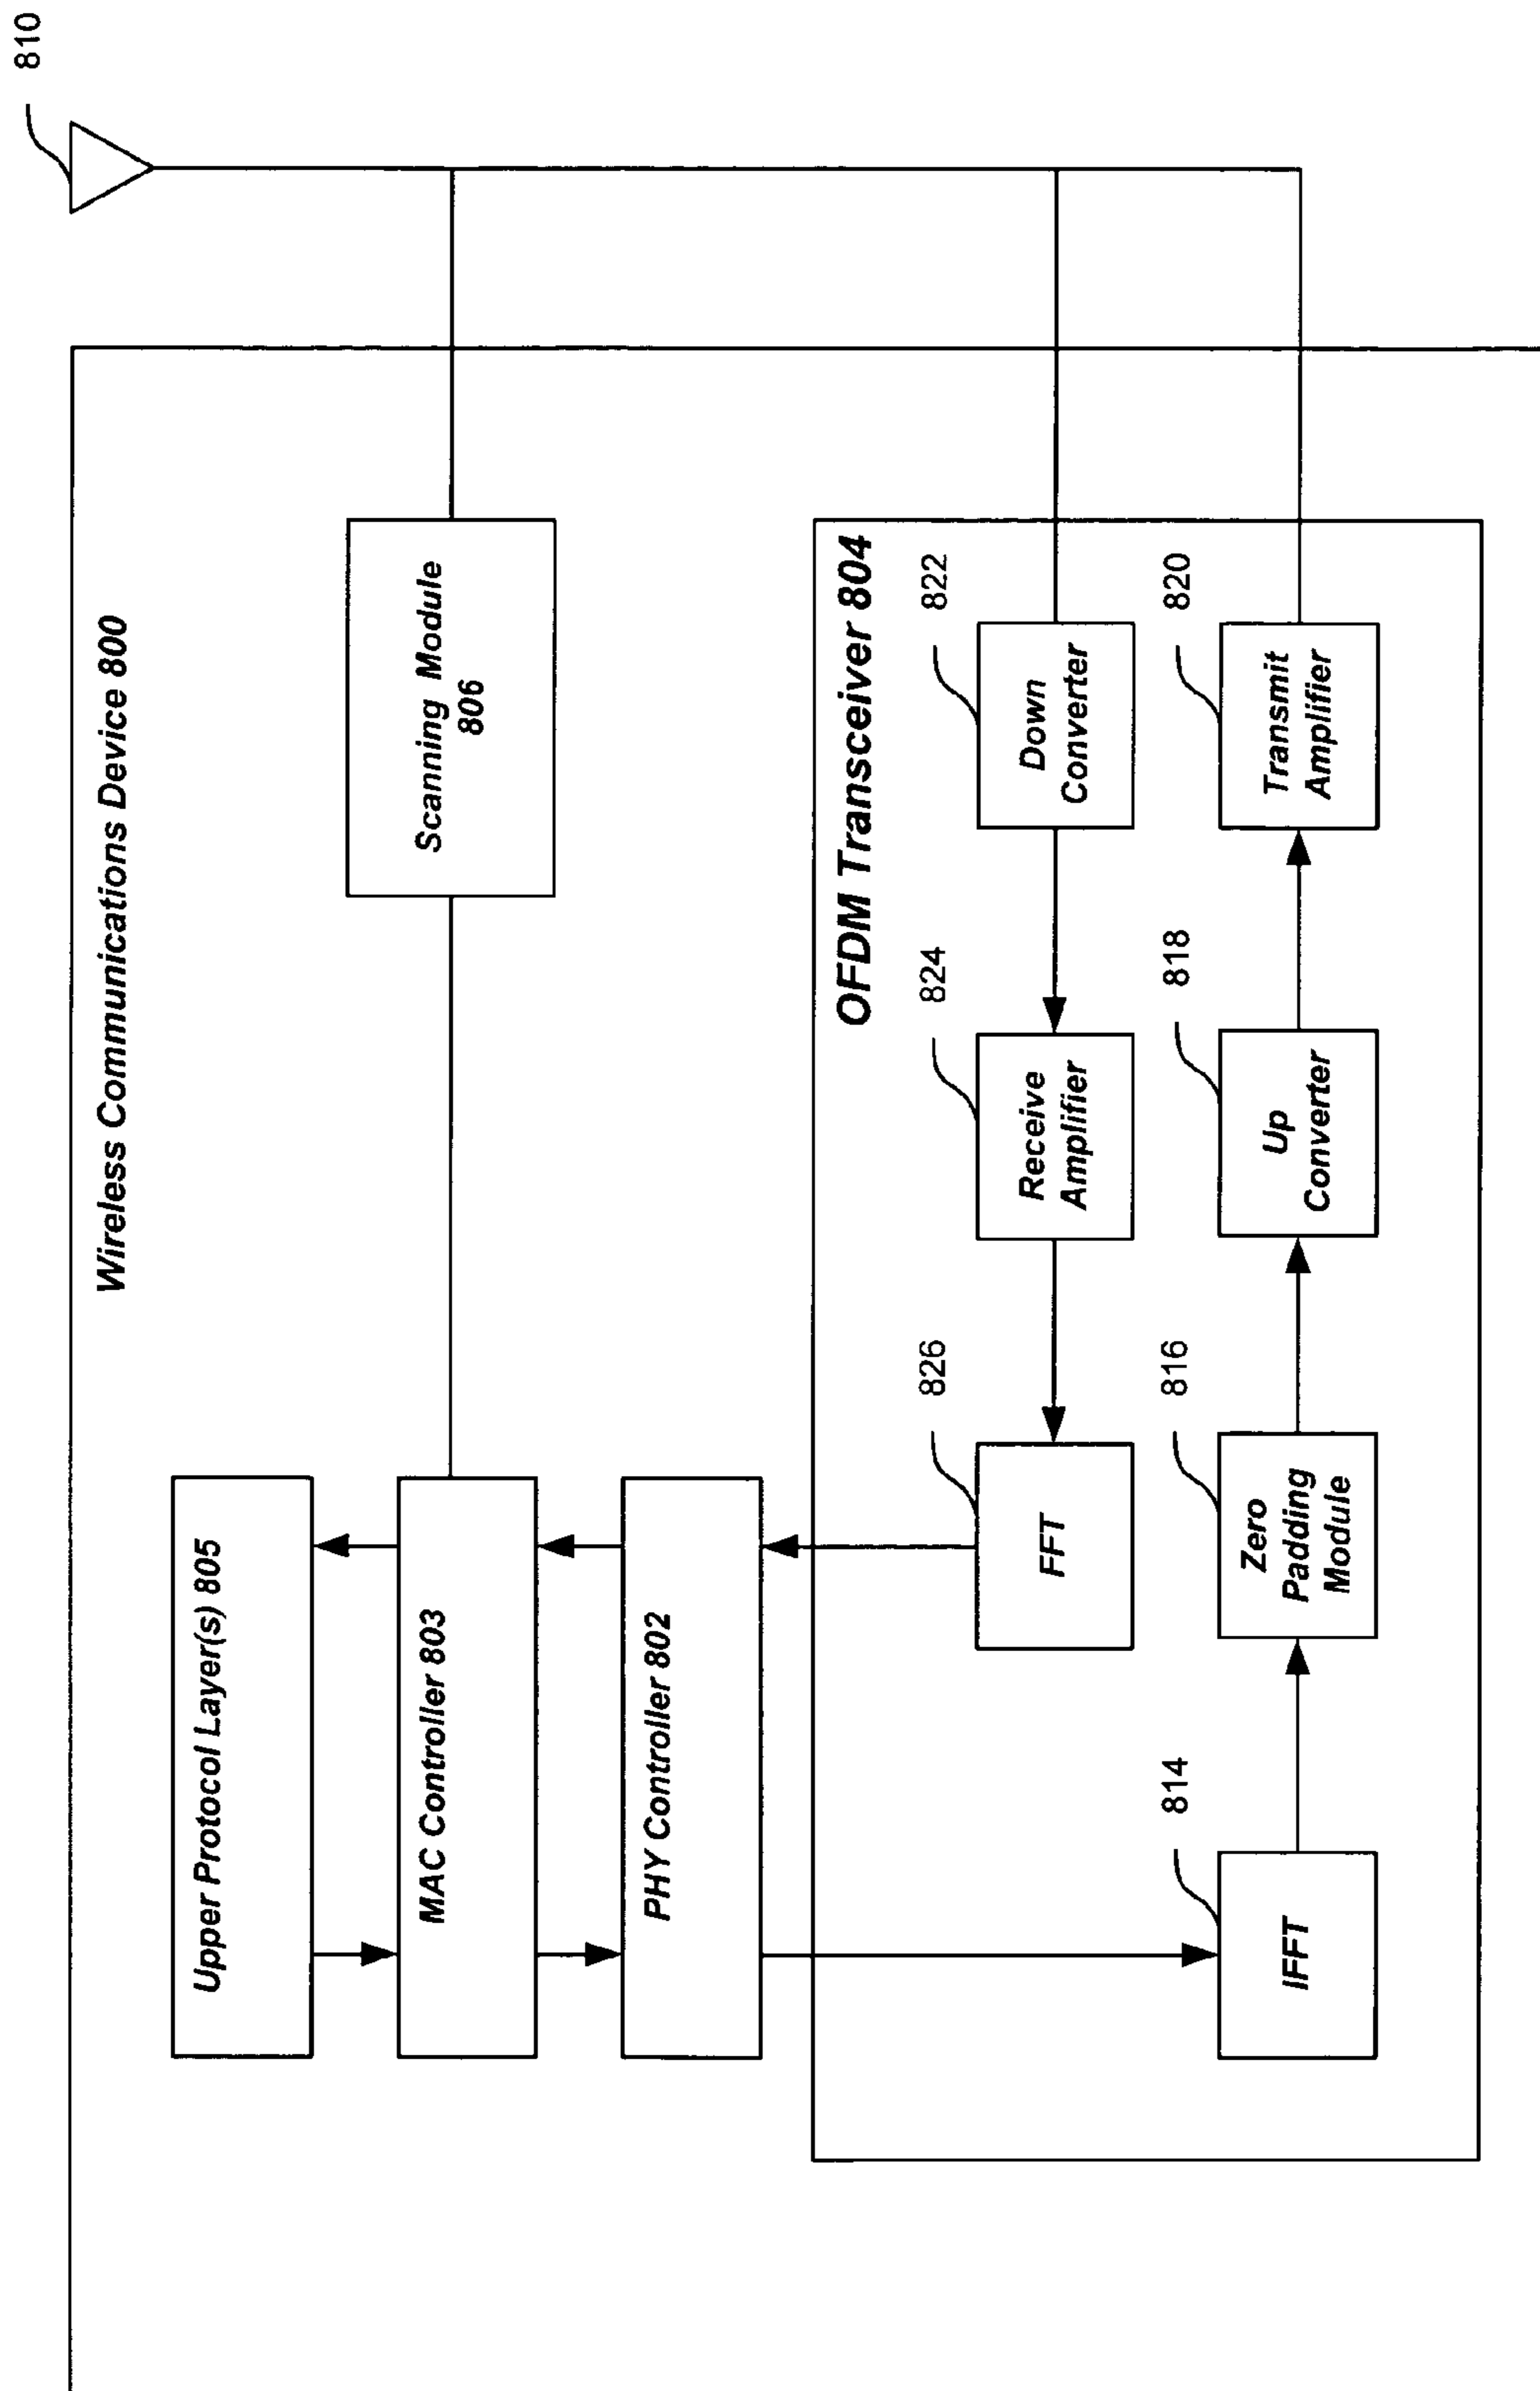 810
Wireless Communications Device 800
Upper Protocol Layer(s) 805
MAC Controller 803
Scanning Module
806
PHY Controller 802
OFDM Transceiver 804
826
824
822
FFT
Receive
Amplifier
Down
Converter
814
816
818
820
IFFT
Zero
Padding
Module
Up
Converter
Transmit
Amplifier